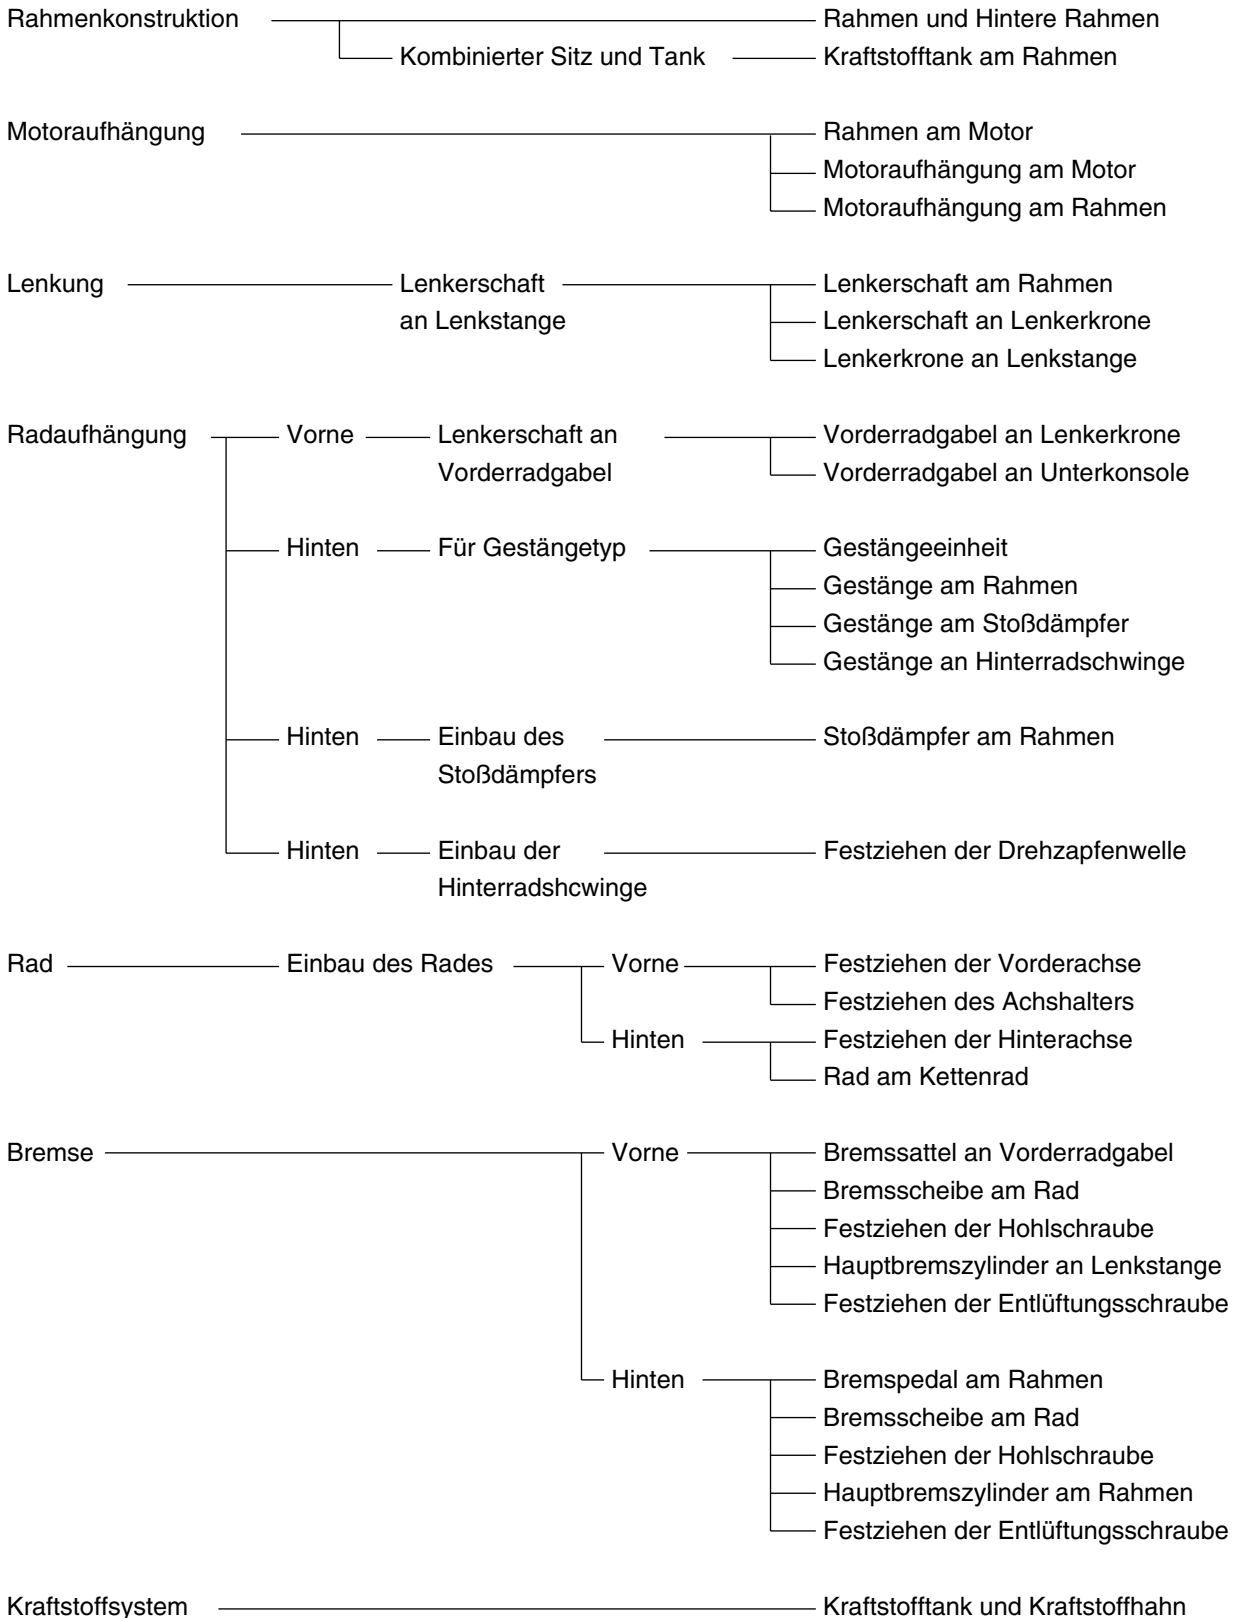 Rahmenkonstruktion Rahmen und Hintere Rahmen
Kombinierter Sitz und Tank Kraftstofftank am Rahmen
Motoraufhängung Rahmen am Motor
Motoraufhängung am Motor
Motoraufhängung am Rahmen
Lenkung Lenkerschaft Lenkerschaft am Rahmen
an Lenkstange Lenkerschaft an Lenkerkrone
Lenkerkrone an Lenkstange
Radaufhängung Vorne Lenkerschaft an Vorderradgabel an Lenkerkrone
Vorderradgabel Vorderradgabel an Unterkonsole
Hinten Für Gestängetyp Gestängeeinheit
Gestänge am Rahmen
Gestänge am Stoßdämpfer
Gestänge an Hinterradschwinge
Hinten Einbau des Stoßdämpfer am Rahmen
Stoßdämpfers
Hinten Einbau der Festziehen der Drehzapfenwelle
Hinterradshcwinge
Rad Einbau des Rades Vorne Festziehen der Vorderachse
Festziehen des Achshalters
Hinten Festziehen der Hinterachse
Rad am Kettenrad
Bremse Vorne Bremssattel an Vorderradgabel
Bremsscheibe am Rad
Festziehen der Hohlschraube
Hauptbremszylinder an Lenkstange
Festziehen der Entlüftungsschraube
Hinten Bremspedal am Rahmen
Bremsscheibe am Rad
Festziehen der Hohlschraube
Hauptbremszylinder am Rahmen
Festziehen der Entlüftungsschraube
Kraftstoffsystem Kraftstofftank und Kraftstoffhahn